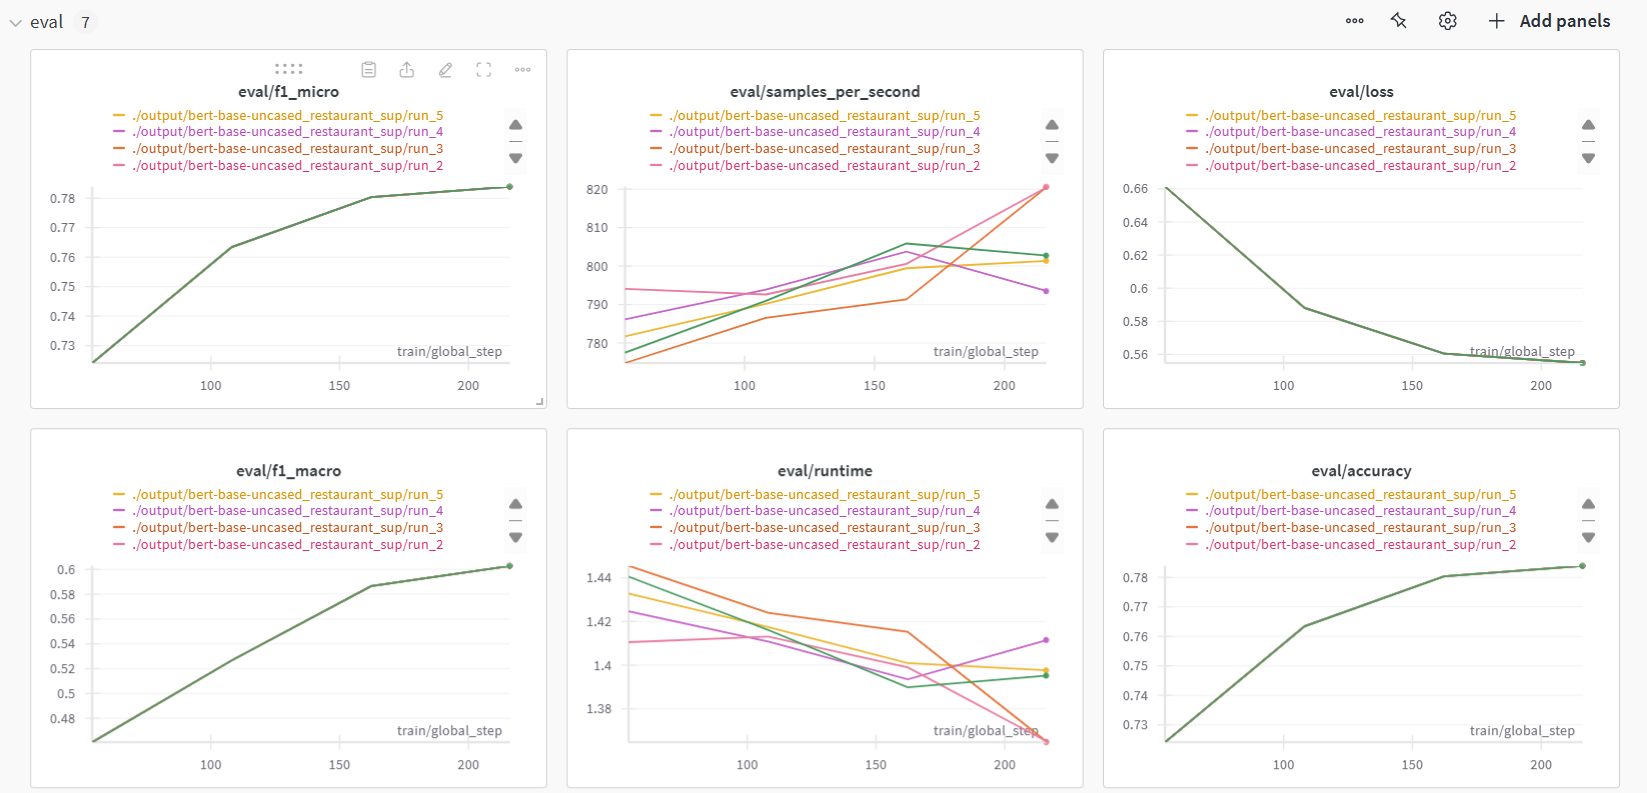 eval 7
Add panels
eval/f1_micro
./output/bert-base-uncased_restaurant_sup/run_5
./output/bert-base-uncased_restaurant_sup/run_4
./output/bert-base-uncased_restaurant_sup/run_3
./output/bert-base-uncased_restaurant_sup/run_2
0.78
0.77
0.76
0.75
0.74
0.73
train/global_step
100 150 200
eval/samples_per_second
./output/bert-base-uncased_restaurant_sup/run_5
./output/bert-base-uncased_restaurant_sup/run_4
./output/bert-base-uncased_restaurant_sup/run_3
./output/bert-base-uncased_restaurant_sup/run_2
820
810
800
790
780
train/global_step
100 150 200
eval/loss
./output/bert-base-uncased_restaurant_sup/run_5
./output/bert-base-uncased_restaurant_sup/run_4
./output/bert-base-uncased_restaurant_sup/run_3
./output/bert-base-uncased_restaurant_sup/run_2
0.66
0.64
0.62
0.6
0.58
0.56
train/global_step
100 150 200
eval/f1_macro
./output/bert-base-uncased_restaurant_sup/run_5
./output/bert-base-uncased_restaurant_sup/run_4
./output/bert-base-uncased_restaurant_sup/run_3
./output/bert-base-uncased_restaurant_sup/run_2
0.6
0.58
0.56
0.54
0.52
0.5
0.48
train/global_step
100 150 200
eval/runtime
./output/bert-base-uncased_restaurant_sup/run_5
./output/bert-base-uncased_restaurant_sup/run_4
./output/bert-base-uncased_restaurant_sup/run_3
./output/bert-base-uncased_restaurant_sup/run_2
1.44
1.42
1.4
1.38
train/global_step
100 150 200
eval/accuracy
./output/bert-base-uncased_restaurant_sup/run_5
./output/bert-base-uncased_restaurant_sup/run_4
./output/bert-base-uncased_restaurant_sup/run_3
./output/bert-base-uncased_restaurant_sup/run_2
0.78
0.77
0.76
0.75
0.74
0.73
train/global_step
100 150 200